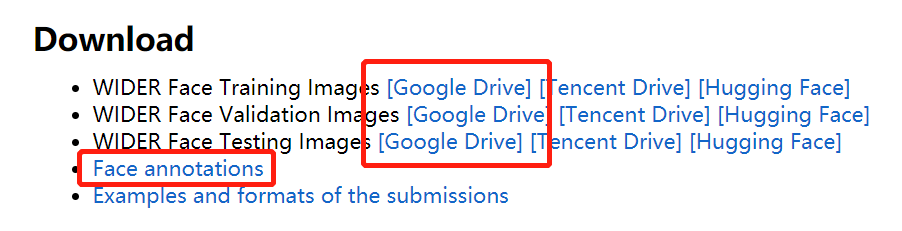 Download
WIDER Face Training Images [Google Drive] [Tencent Drive] [Hugging Face]
WIDER Face Validation Images [Google Drive] [Tencent Drive] [Hugging Face]
WIDER Face Testing Images [Google Drive] [Tencent Drive] [Hugging Face]
Face annotations
Examples and formats of the submissions